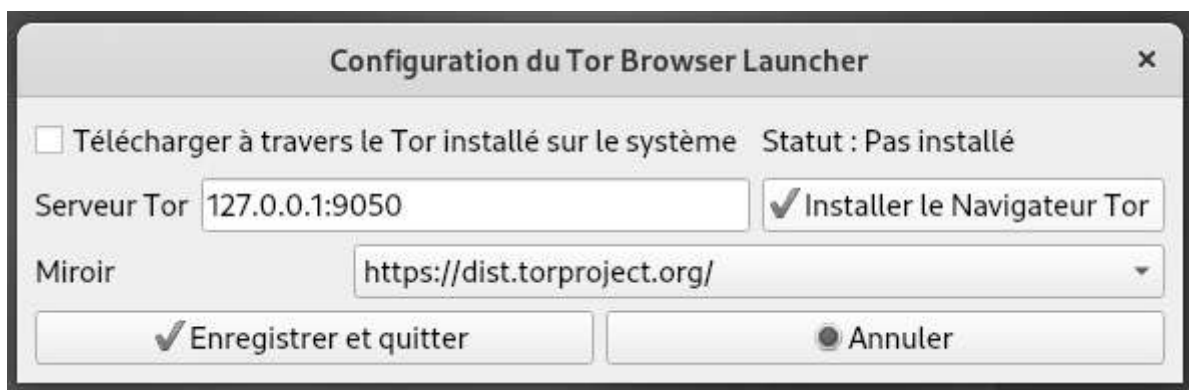 Configuration du Tor Browser Launcher
Télécharger à travers le Tor installé sur le système Statut : Pas installé
Serveur Tor 127.0.0.1:9050 Installer le Navigateur Tor
Miroir https://dist.torproject.org/
Enregistrer et quitter Annuler